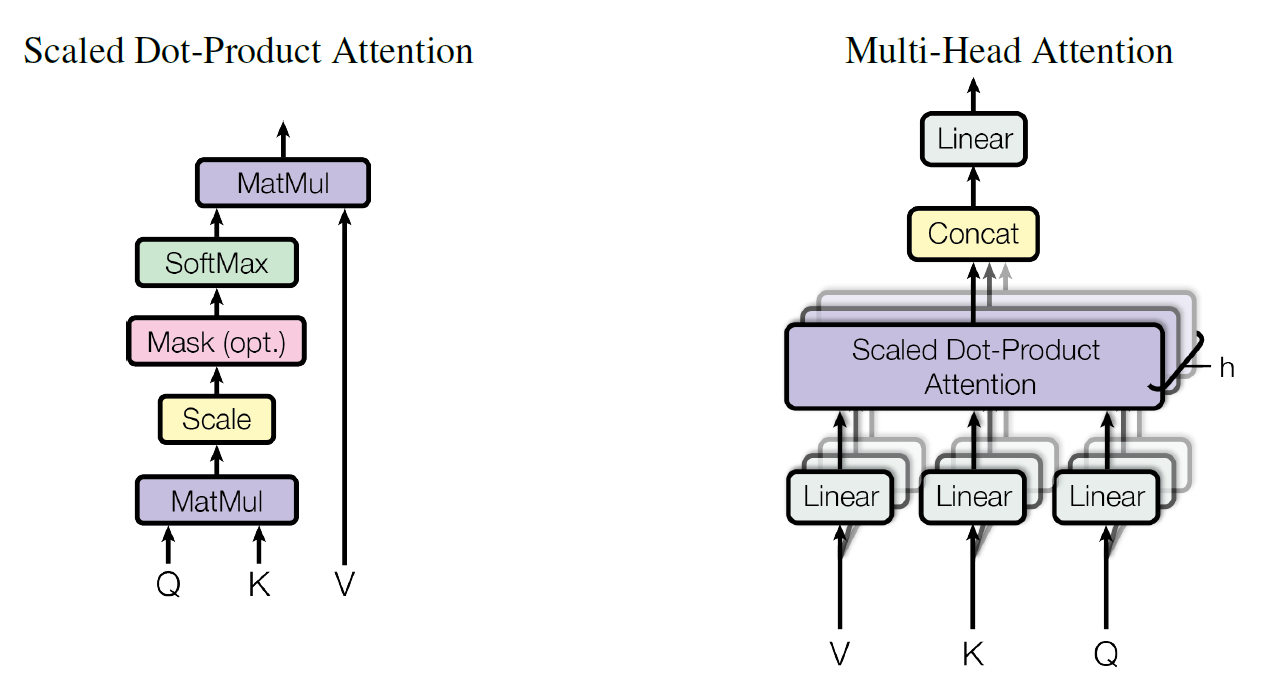 Scaled Dot-Product Attention
MatMul
SoftMax
Mask (opt.)
Scale
MatMul
Q K V
Multi-Head Attention
Linear
Concat
Scaled Dot-Product
Attention
h
Linear Linear Linear
V K Q